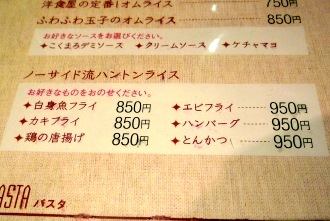 洋食屋の定番!オムライス 750円
ふわふわ玉子のオムライス 850円
お好きなソースをお選びください。
✦こくまろデミソース ✦クリームソース ✦ケチャマヨ
ノーサイド流ハントンライス
お好きなものをおのせください。
✦白身魚フライ 850円 ✦エビフライ 950円
✦カキフライ 850円 ✦ハンバーグ 950円
✦鶏の唐揚げ 850円 ✦とんかつ 950円
ASTA パスタ